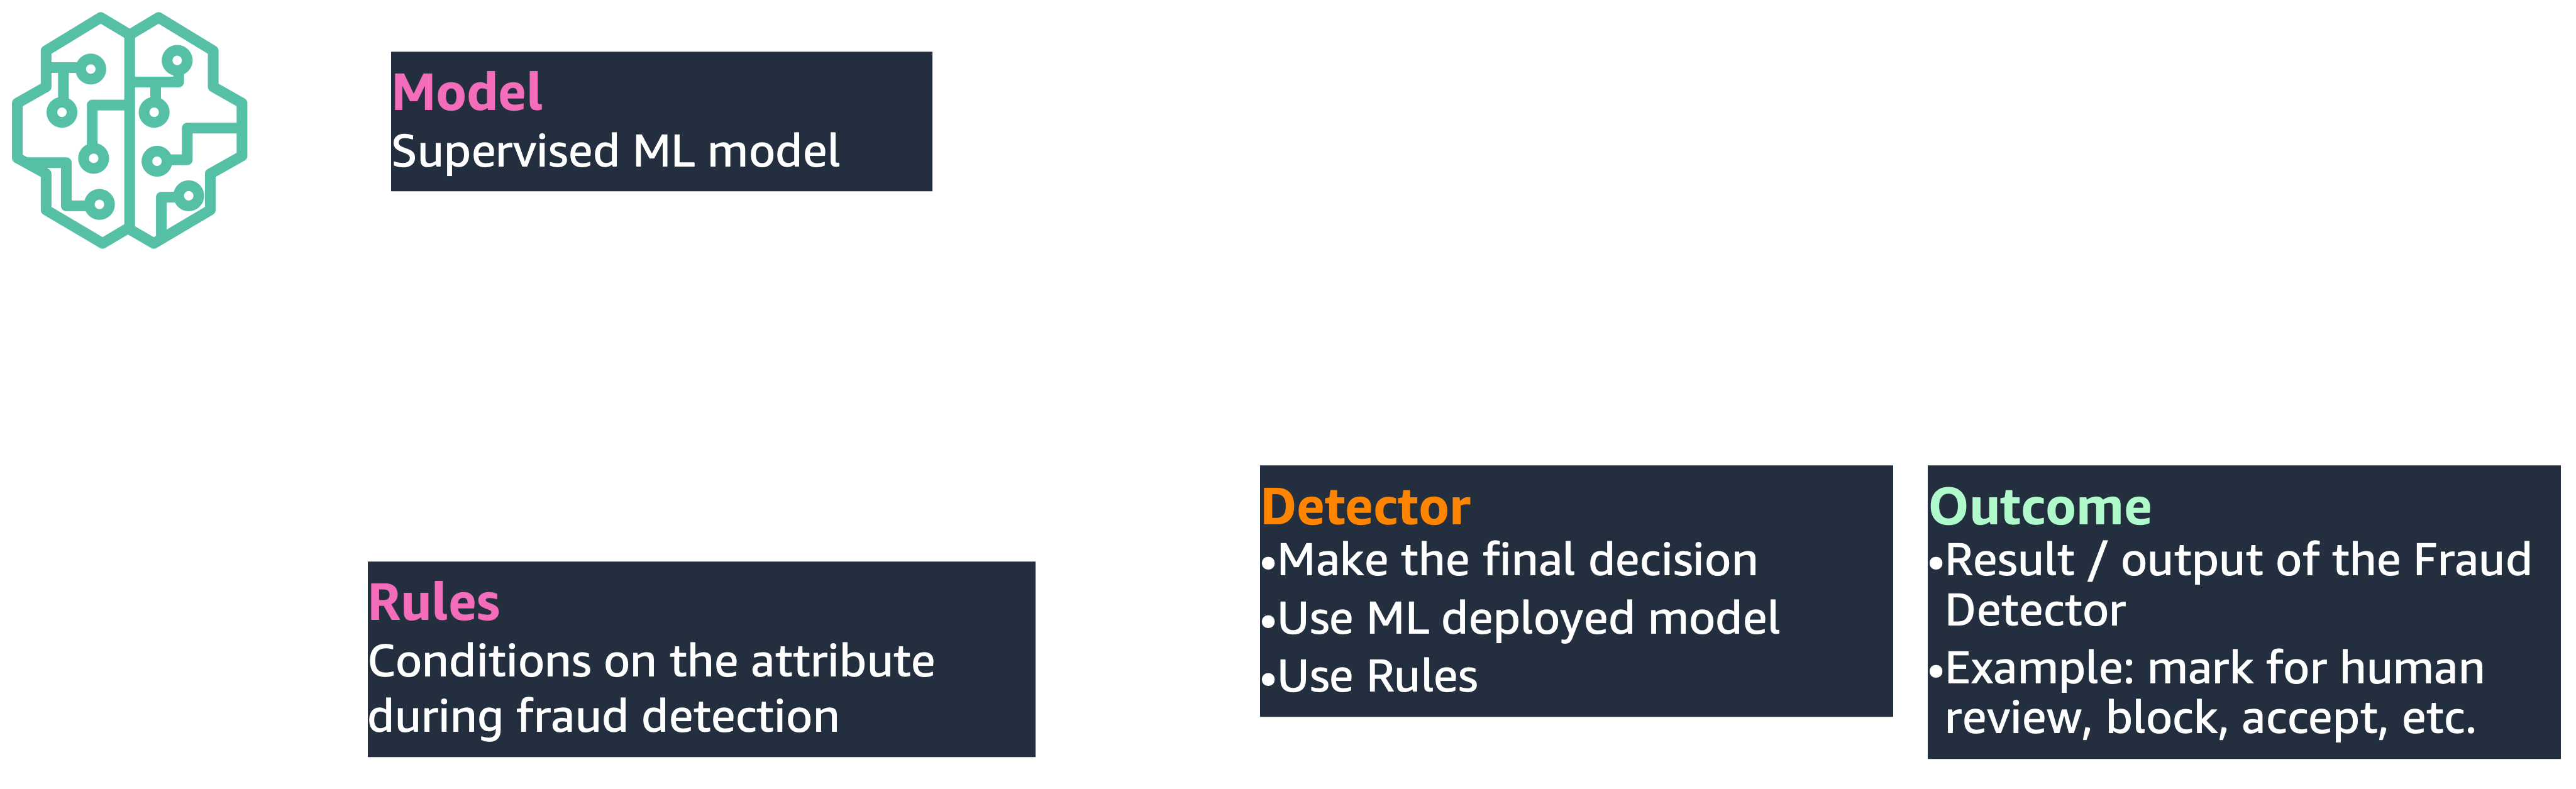 Model
Supervised ML model
Rules
Conditions on the attribute
during fraud detection
Detector
•Make the final decision
•Use ML deployed model
•Use Rules
Outcome
•Result / output of the Fraud
Detector
•Example: mark for human
review, block, accept, etc.